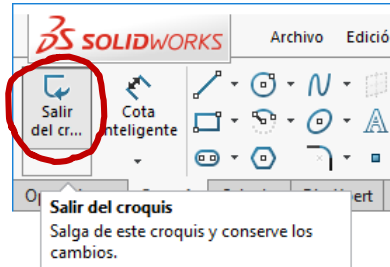 SOLIDWORKS
Archivo Edició
Salir
del cr...
Cota
inteligente
Salir del croquis
Salga de este croquis y conserve los
cambios.